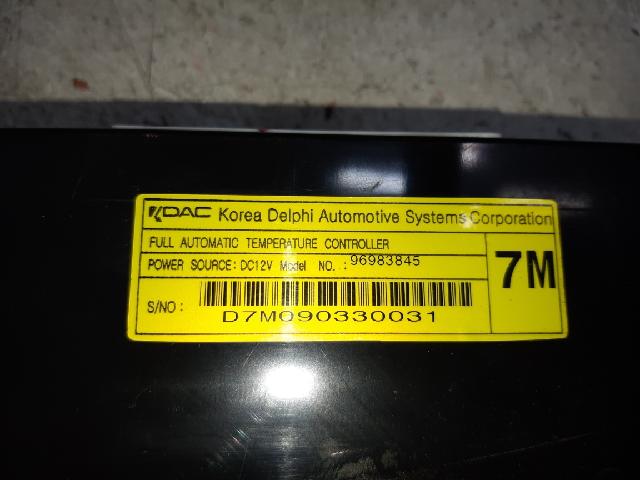 KDAC Korea Delphi Automotive Systems Corporation
FULL AUTOMATIC TEMPERATURE CONTROLLER
POWER SOURCE: DC12V Model NO. : 96983845
7M
S/NO :
D7M090330031